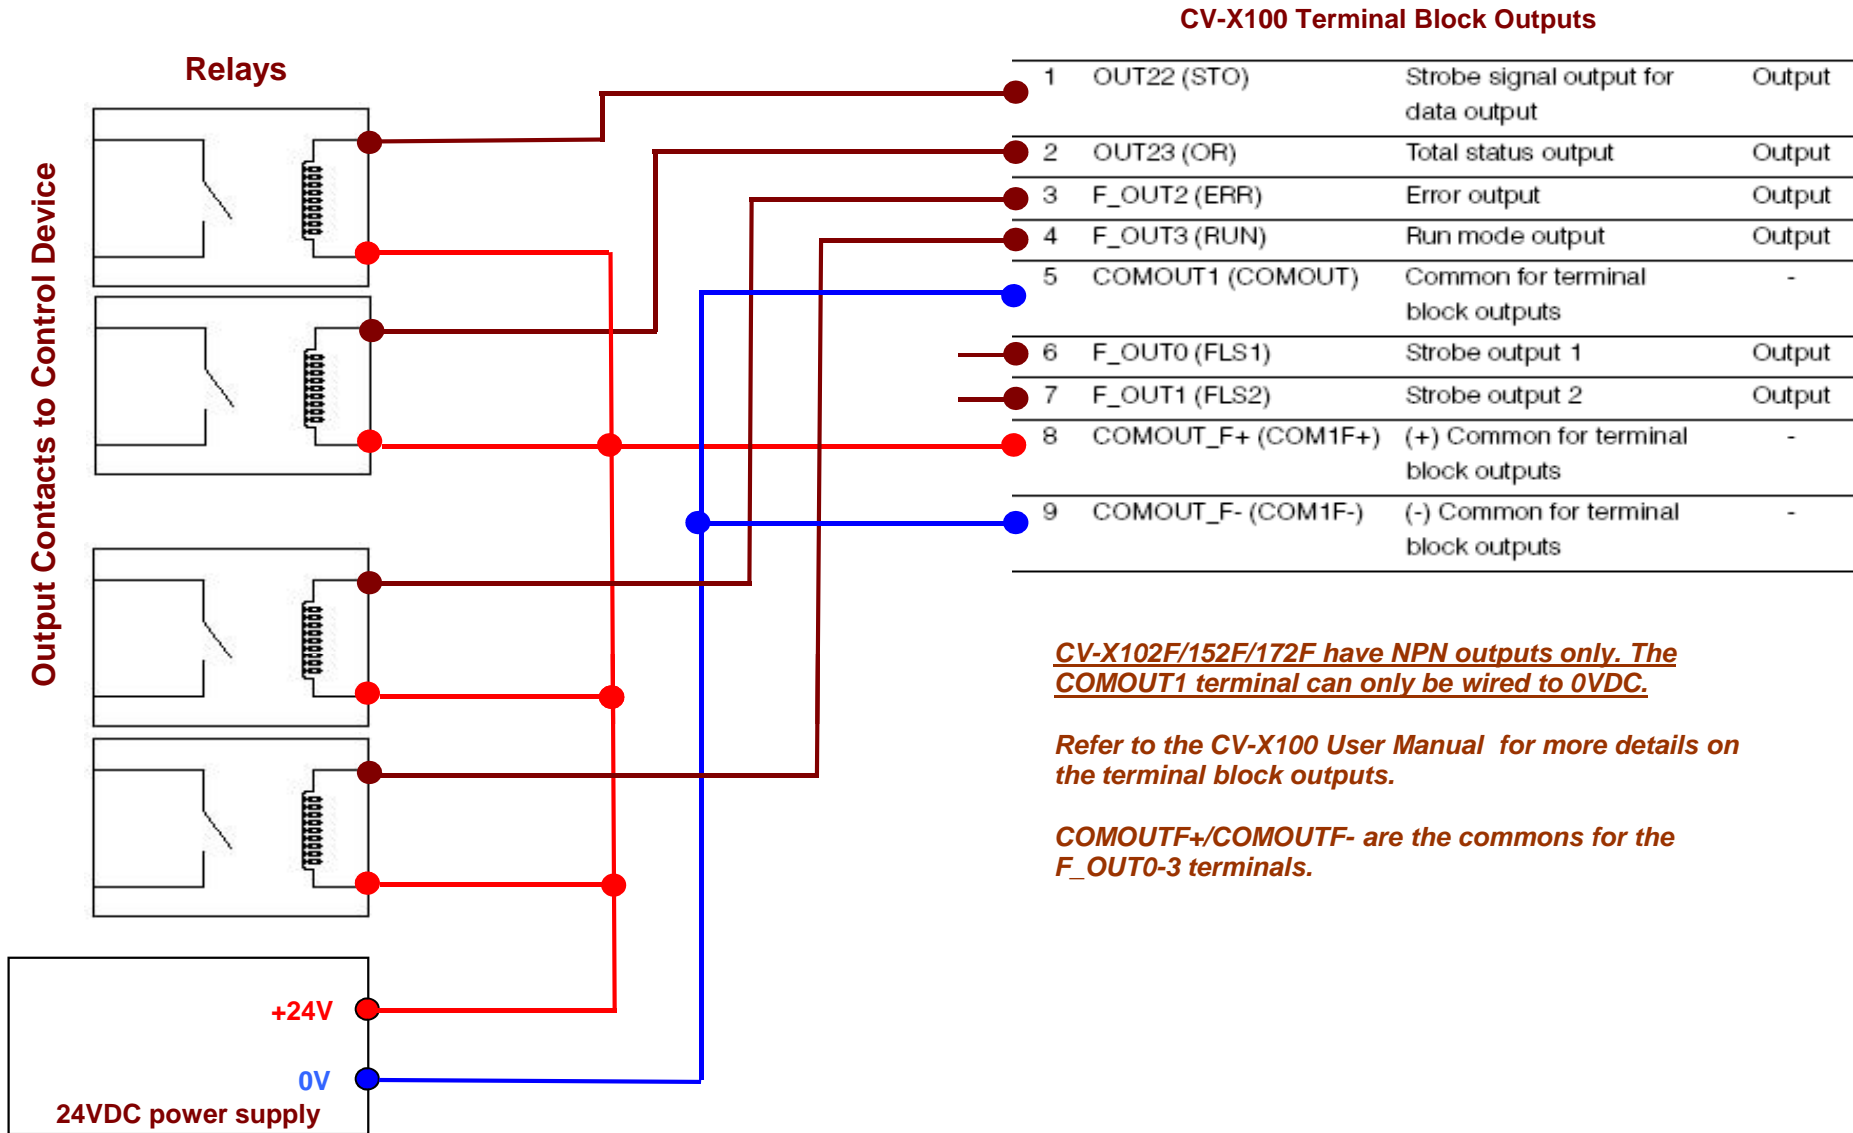 CV-X100 Terminal Block Outputs
Relays
Output Contacts to Control Device
1 OUT22 (STO) Strobe signal output for Output
data output
2 OUT23 (OR) Total status output Output
3 F_OUT2 (ERR) Error output Output
4 F_OUT3 (RUN) Run mode output Output
5 COMOUT1 (COMOUT) Common for terminal -
block outputs
6 F_OUT0 (FLS1) Strobe output 1 Output
7 F_OUT1 (FLS2) Strobe output 2 Output
8 COMOUT_F+ (COM1F+) (+) Common for terminal -
block outputs
9 COMOUT_F- (COM1F-) (-) Common for terminal -
block outputs
CV-X102F/152F/172F have NPN outputs only. The
COMOUT1 terminal can only be wired to 0VDC.
Refer to the CV-X100 User Manual for more details on
the terminal block outputs.
COMOUTF+/COMOUTF- are the commons for the
F_OUT0-3 terminals.
+24V
0V
24VDC power supply